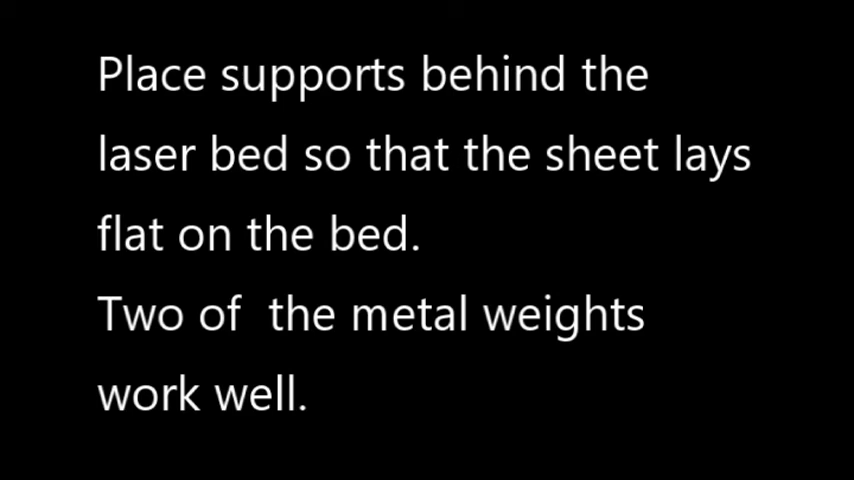 Place supports behind the
laser bed so that the sheet lays
flat on the bed.
Two of  the metal weights
work well.